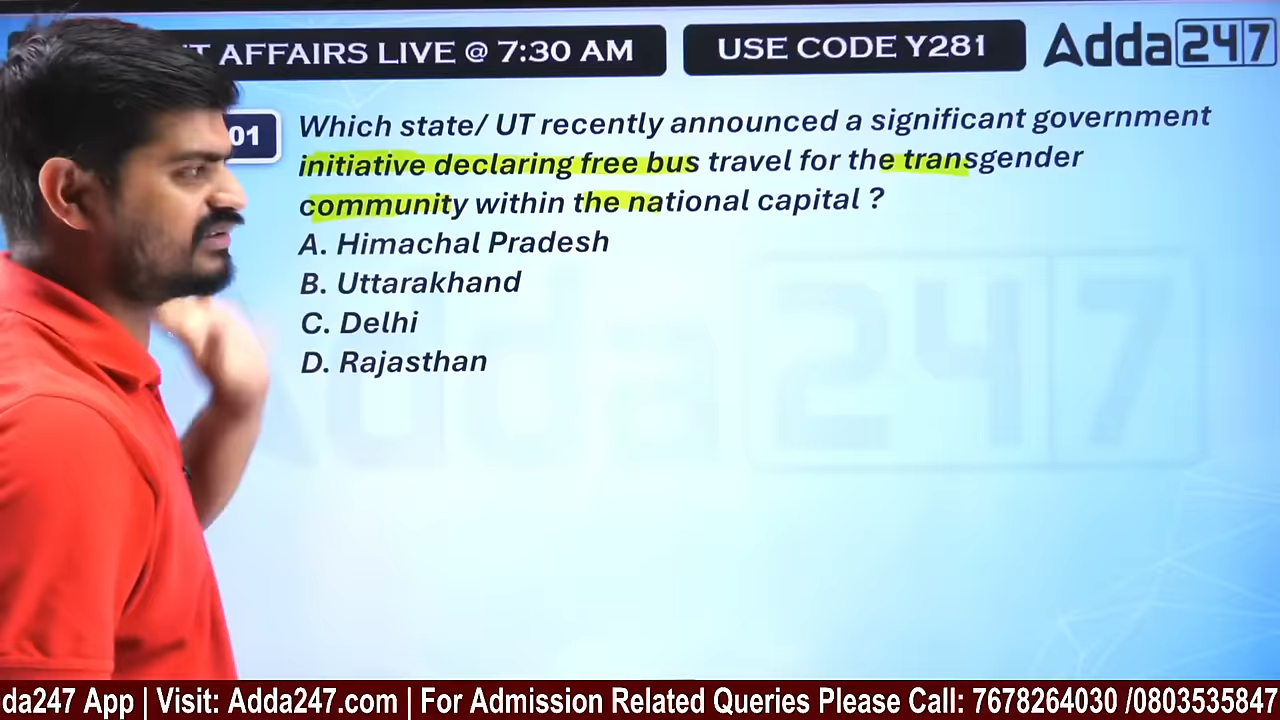 T AFFAIRS LIVE @ 7:30 AM
USE CODE Y281
Adda247
01
Which state/ UT recently announced a significant government
initiative declaring free bus travel for the transgender
community within the national capital ?
A. Himachal Pradesh
B. Uttarakhand
C. Delhi
D. Rajasthan
da247 App | Visit: Adda247.com | For Admission Related Queries Please Call: 7678264030 /0803535847